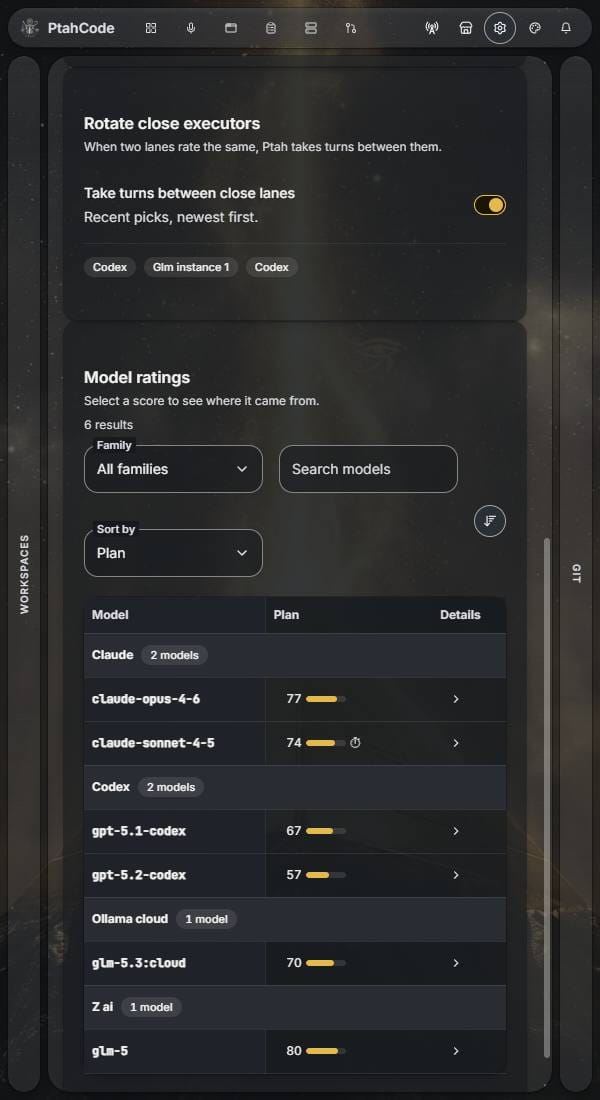 PtahCode
Rotate close executors
When two lanes rate the same, Ptah takes turns between them.
Take turns between close lanes
Recent picks, newest first.
Codex Glm instance 1 Codex
Model ratings
Select a score to see where it came from.
6 results
Family
All families
Search models
Sort by
Plan
Model Plan Details
Claude 2 models
claude-opus-4-6 77
claude-sonnet-4-5 74
Codex 2 models
gpt-5.1-codex 67
gpt-5.2-codex 57
Ollama cloud 1 model
glm-5.3:cloud 70
Z ai 1 model
glm-5 80
WORKSPACES
GIT